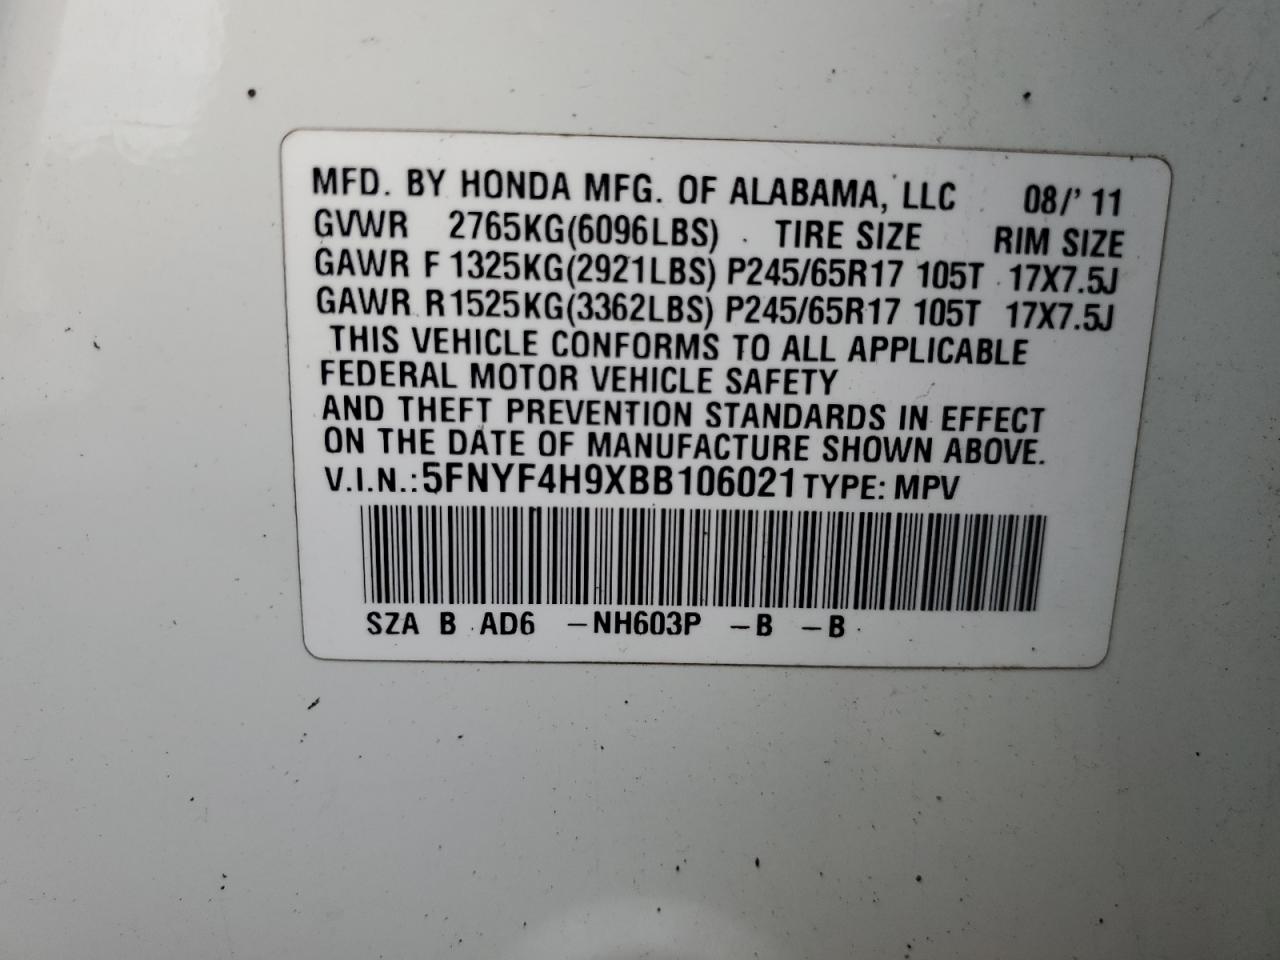 MFD. BY HONDA MFG. OF ALABAMA, LLC 08/'11
GVWR 2765KG(6096LBS) TIRE SIZE RIM SIZE
GAWR F 1325KG(2921LBS) P245/65R17 105T 17X7.5J
GAWR R 1525KG(3362LBS) P245/65R17 105T 17X7.5J
THIS VEHICLE CONFORMS TO ALL APPLICABLE
FEDERAL MOTOR VEHICLE SAFETY
AND THEFT PREVENTION STANDARDS IN EFFECT
ON THE DATE OF MANUFACTURE SHOWN ABOVE.
V.I.N.: 5FNYF4H9XBB106021 TYPE: MPV
SZA B AD6 -NH603P -B -B